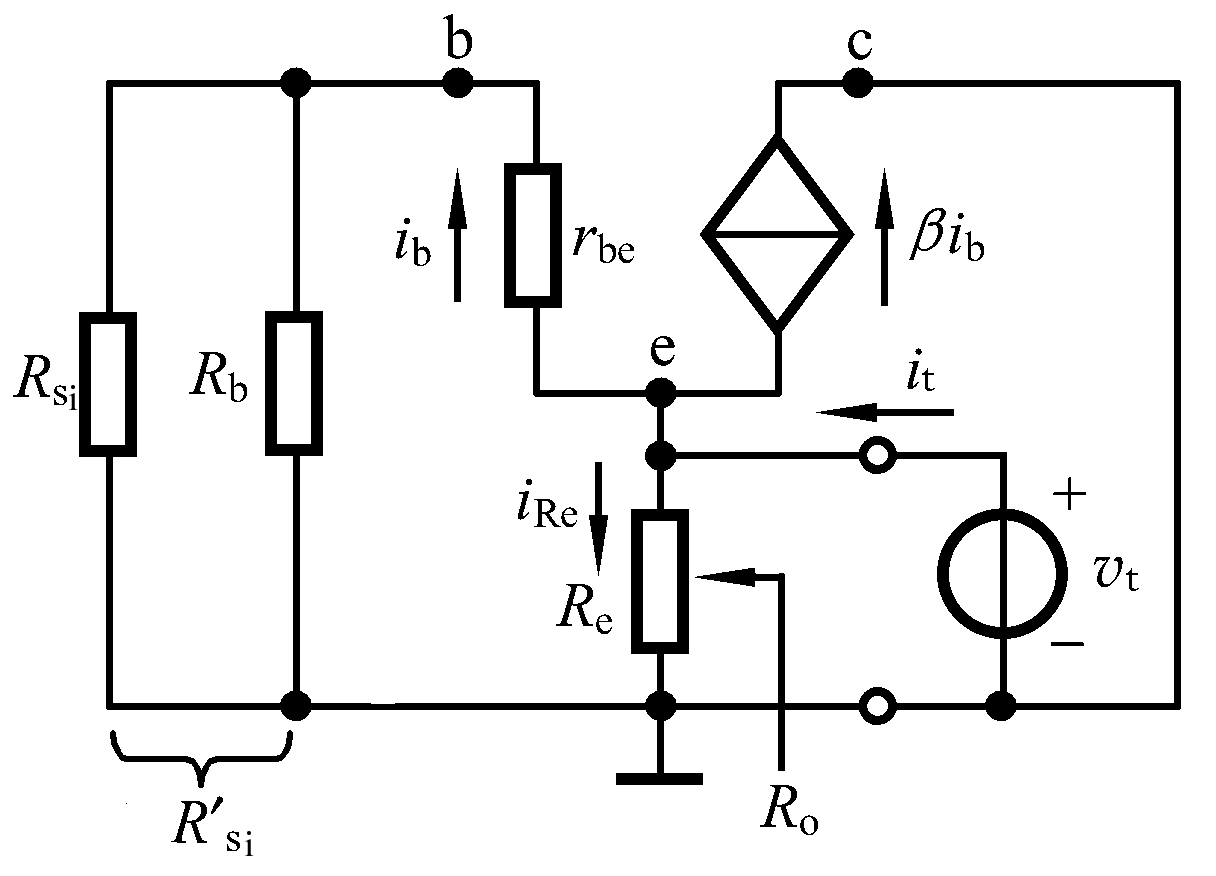 b
c
i_b
r_be
βi_b
e
R_si
R_b
i_t
i_Re
+
R_e
v_t
−
R_o
R′_si